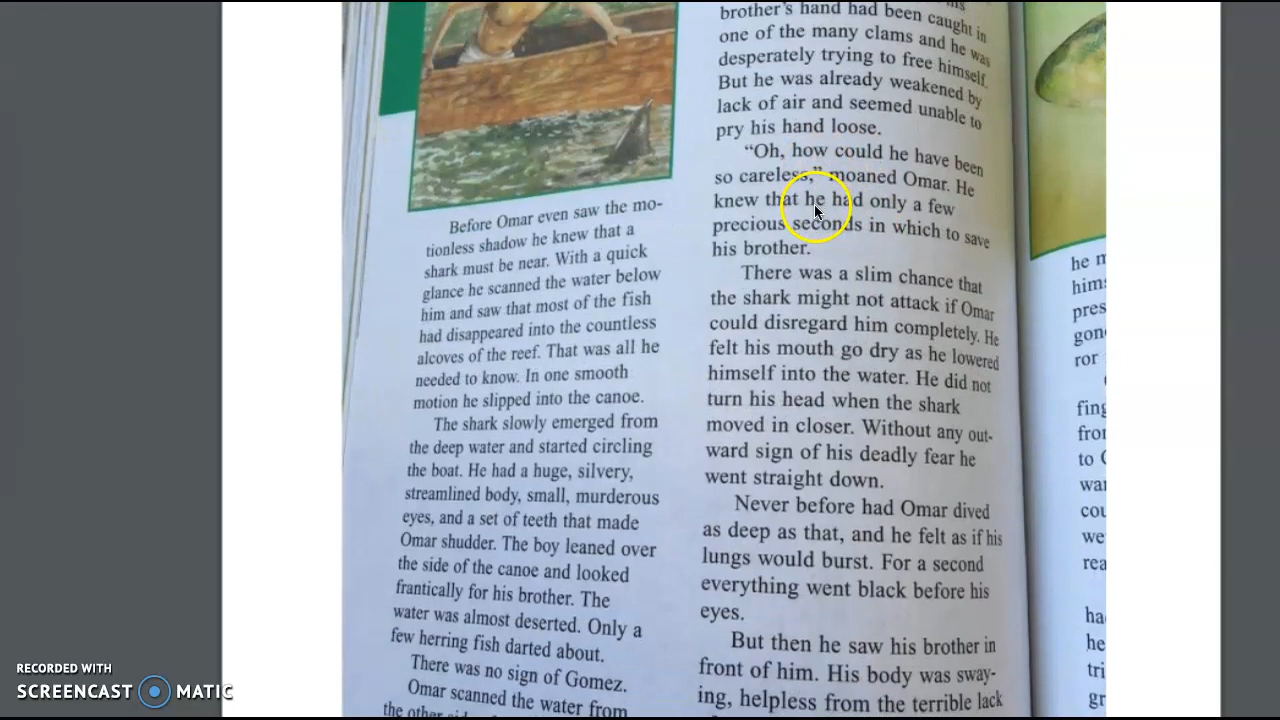 Before Omar even saw the mo-
tionless shadow he knew that a
shark must be near. With a quick
glance he scanned the water below
him and saw that most of the fish
had disappeared into the countless
alcoves of the reef. That was all he
needed to know. In one smooth
motion he slipped into the canoe.
The shark slowly emerged from
the deep water and started circling
the boat. He had a huge, silvery,
streamlined body, small, murderous
eyes, and a set of teeth that made
Omar shudder. The boy leaned over
the side of the canoe and looked
frantically for his brother. The
water was almost deserted. Only a
few herring fish darted about.
There was no sign of Gomez.
Omar scanned the water from
the other
brother's hand had been caught in
one of the many clams and he was
desperately trying to free himself.
But he was already weakened by
lack of air and seemed unable to
pry his hand loose.
"Oh, how could he have been
so careless," moaned Omar. He
knew that he had only a few
precious seconds in which to save
his brother.
There was a slim chance that
the shark might not attack if Omar
could disregard him completely. He
felt his mouth go dry as he lowered
himself into the water. He did not
turn his head when the shark
moved in closer. Without any out-
ward sign of his deadly fear he
went straight down.
Never before had Omar dived
as deep as that, and he felt as if his
lungs would burst. For a second
everything went black before his
eyes.
But then he saw his brother in
front of him. His body was sway-
ing, helpless from the terrible lack
he
RECORDED WITH
SCREENCAST MATIC